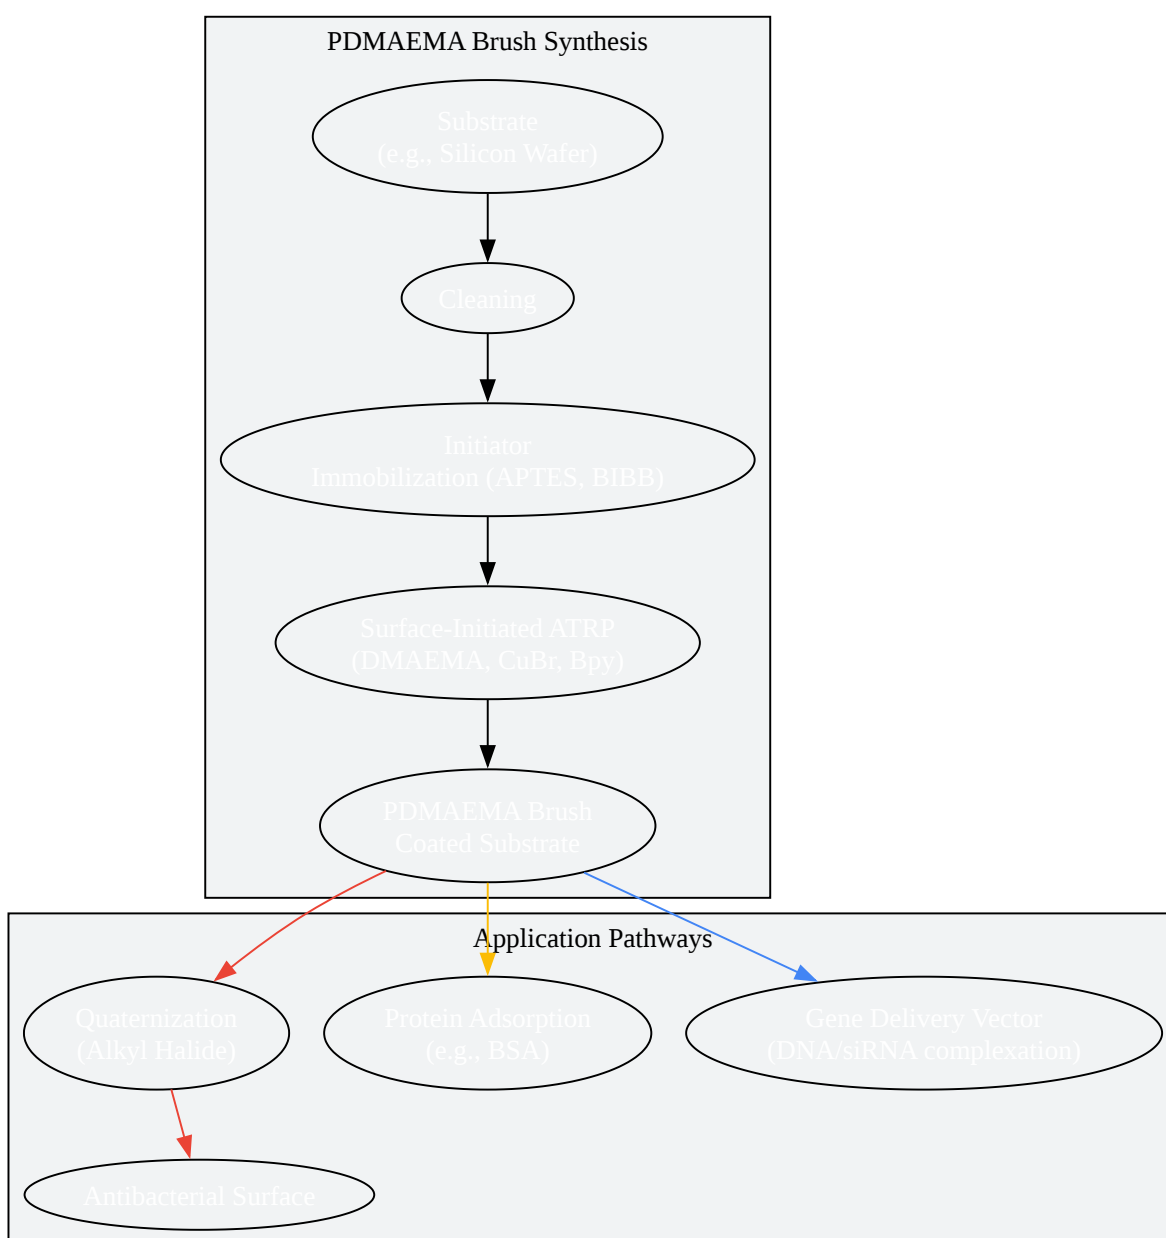 PDMAEMA Brush Synthesis
Substrate
(e.g., Silicon Wafer)
Cleaning
Initiator
Immobilization (APTES, BIBB)
Surface-Initiated ATRP
(DMAEMA, CuBr, Bpy)
PDMAEMA Brush
Coated Substrate
Application Pathways
Quaternization
(Alkyl Halide)
Protein Adsorption
(e.g., BSA)
Gene Delivery Vector
(DNA/siRNA complexation)
Antibacterial Surface